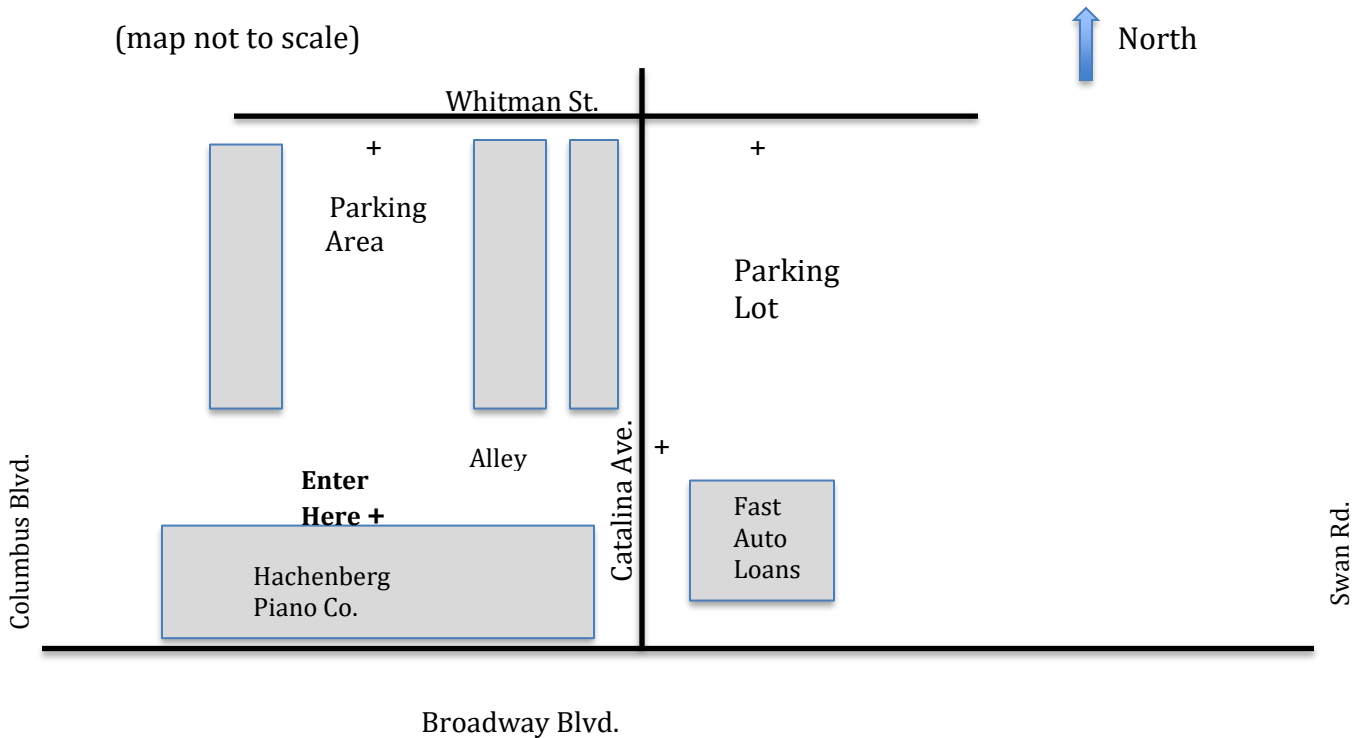 (map not to scale)
North
Whitman St.
+
+
Parking
Area
Parking
Lot
Catalina Ave.
+
Alley
Enter
Here +
Columbus Blvd.
Hachenberg
Piano Co.
Fast
Auto
Loans
Swan Rd.
Broadway Blvd.